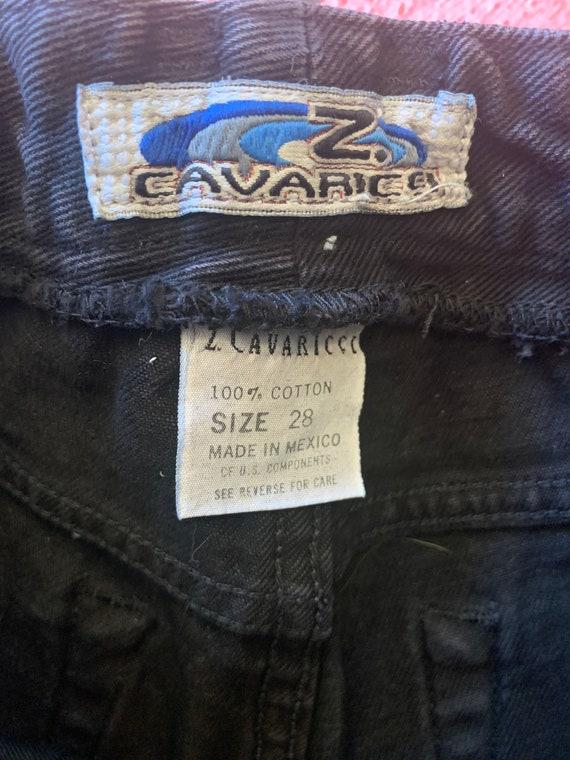 Z.
CAVARICCI
Z. CAVARICCI
100% COTTON
SIZE 28
MADE IN MEXICO
OF U.S. COMPONENTS
SEE REVERSE FOR CARE